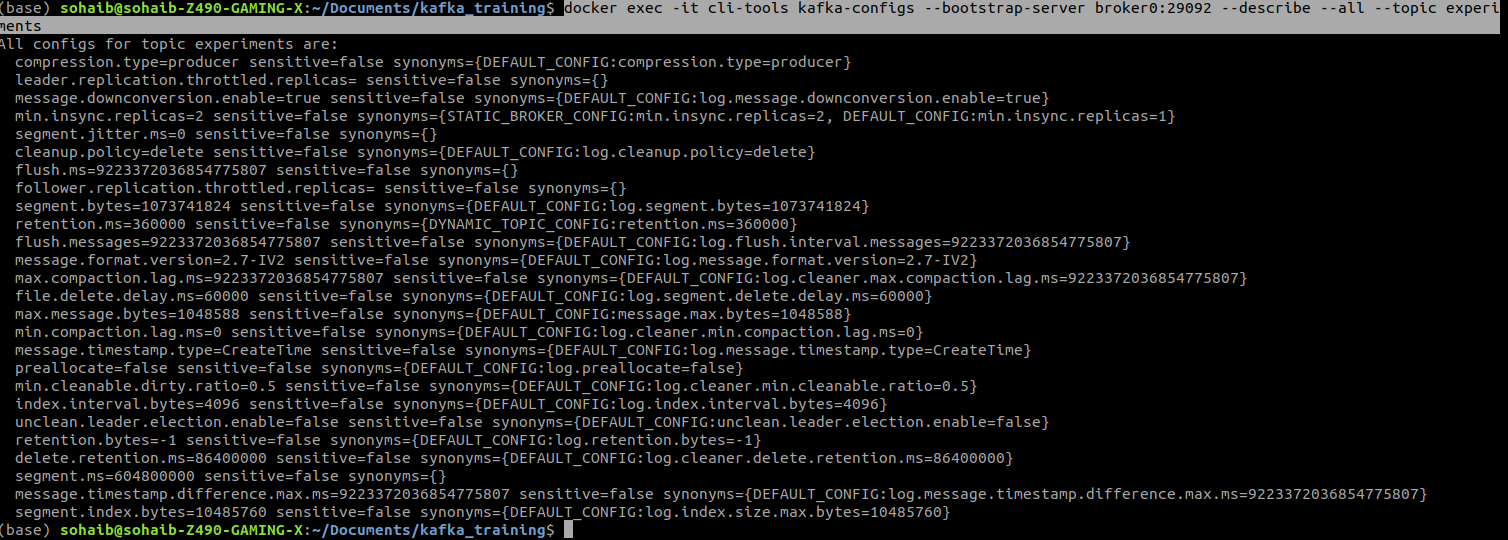 (base) sohaib@sohaib-Z490-GAMING-X:~/Documents/kafka_training$ docker exec -it cli-tools kafka-configs --bootstrap-server broker0:29092 --describe --all --topic experi
ments
All configs for topic experiments are:
  compression.type=producer sensitive=false synonyms={DEFAULT_CONFIG:compression.type=producer}
  leader.replication.throttled.replicas= sensitive=false synonyms={}
  message.downconversion.enable=true sensitive=false synonyms={DEFAULT_CONFIG:log.message.downconversion.enable=true}
  min.insync.replicas=2 sensitive=false synonyms={STATIC_BROKER_CONFIG:min.insync.replicas=2, DEFAULT_CONFIG:min.insync.replicas=1}
  segment.jitter.ms=0 sensitive=false synonyms={}
  cleanup.policy=delete sensitive=false synonyms={DEFAULT_CONFIG:log.cleanup.policy=delete}
  flush.ms=9223372036854775807 sensitive=false synonyms={}
  follower.replication.throttled.replicas= sensitive=false synonyms={}
  segment.bytes=1073741824 sensitive=false synonyms={DEFAULT_CONFIG:log.segment.bytes=1073741824}
  retention.ms=360000 sensitive=false synonyms={DYNAMIC_TOPIC_CONFIG:retention.ms=360000}
  flush.messages=9223372036854775807 sensitive=false synonyms={DEFAULT_CONFIG:log.flush.interval.messages=9223372036854775807}
  message.format.version=2.7-IV2 sensitive=false synonyms={DEFAULT_CONFIG:log.message.format.version=2.7-IV2}
  max.compaction.lag.ms=9223372036854775807 sensitive=false synonyms={DEFAULT_CONFIG:log.cleaner.max.compaction.lag.ms=9223372036854775807}
  file.delete.delay.ms=60000 sensitive=false synonyms={DEFAULT_CONFIG:log.segment.delete.delay.ms=60000}
  max.message.bytes=1048588 sensitive=false synonyms={DEFAULT_CONFIG:message.max.bytes=1048588}
  min.compaction.lag.ms=0 sensitive=false synonyms={DEFAULT_CONFIG:log.cleaner.min.compaction.lag.ms=0}
  message.timestamp.type=CreateTime sensitive=false synonyms={DEFAULT_CONFIG:log.message.timestamp.type=CreateTime}
  preallocate=false sensitive=false synonyms={DEFAULT_CONFIG:log.preallocate=false}
  min.cleanable.dirty.ratio=0.5 sensitive=false synonyms={DEFAULT_CONFIG:log.cleaner.min.cleanable.ratio=0.5}
  index.interval.bytes=4096 sensitive=false synonyms={DEFAULT_CONFIG:log.index.interval.bytes=4096}
  unclean.leader.election.enable=false sensitive=false synonyms={DEFAULT_CONFIG:unclean.leader.election.enable=false}
  retention.bytes=-1 sensitive=false synonyms={DEFAULT_CONFIG:log.retention.bytes=-1}
  delete.retention.ms=86400000 sensitive=false synonyms={DEFAULT_CONFIG:log.cleaner.delete.retention.ms=86400000}
  segment.ms=604800000 sensitive=false synonyms={}
  message.timestamp.difference.max.ms=9223372036854775807 sensitive=false synonyms={DEFAULT_CONFIG:log.message.timestamp.difference.max.ms=9223372036854775807}
  segment.index.bytes=10485760 sensitive=false synonyms={DEFAULT_CONFIG:log.index.size.max.bytes=10485760}
(base) sohaib@sohaib-Z490-GAMING-X:~/Documents/kafka_training$